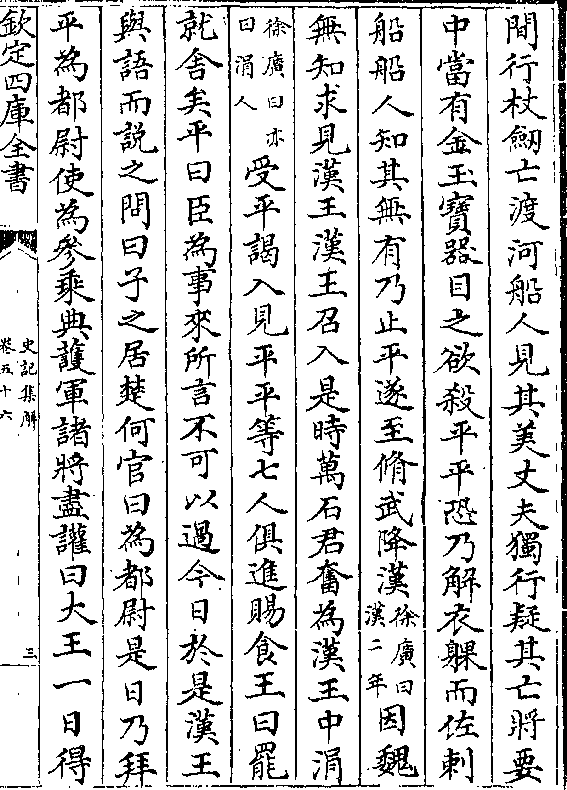 間行杖劒亡渡河船人見其美丈夫獨行疑其亡將要
中當有金玉寶器目之欲殺平平恐乃解衣躶而佐刺
船船人知其無有乃止平遂至脩武降漢徐廣曰漢二年因魏
無知求見漢王漢王召入是時萬石君奮為漢王中涓
徐廣曰亦曰涓人受平謁入見平平等七人俱進賜食王曰罷
就舍矣平曰臣為事來所言不可以過今日於是漢王
與語而說之問曰子之居楚何官曰為都尉是日乃拜
平為都尉使為參乘典護軍諸將盡讙曰大王一日得
欽定四庫全書
史記集解
卷五十六
三